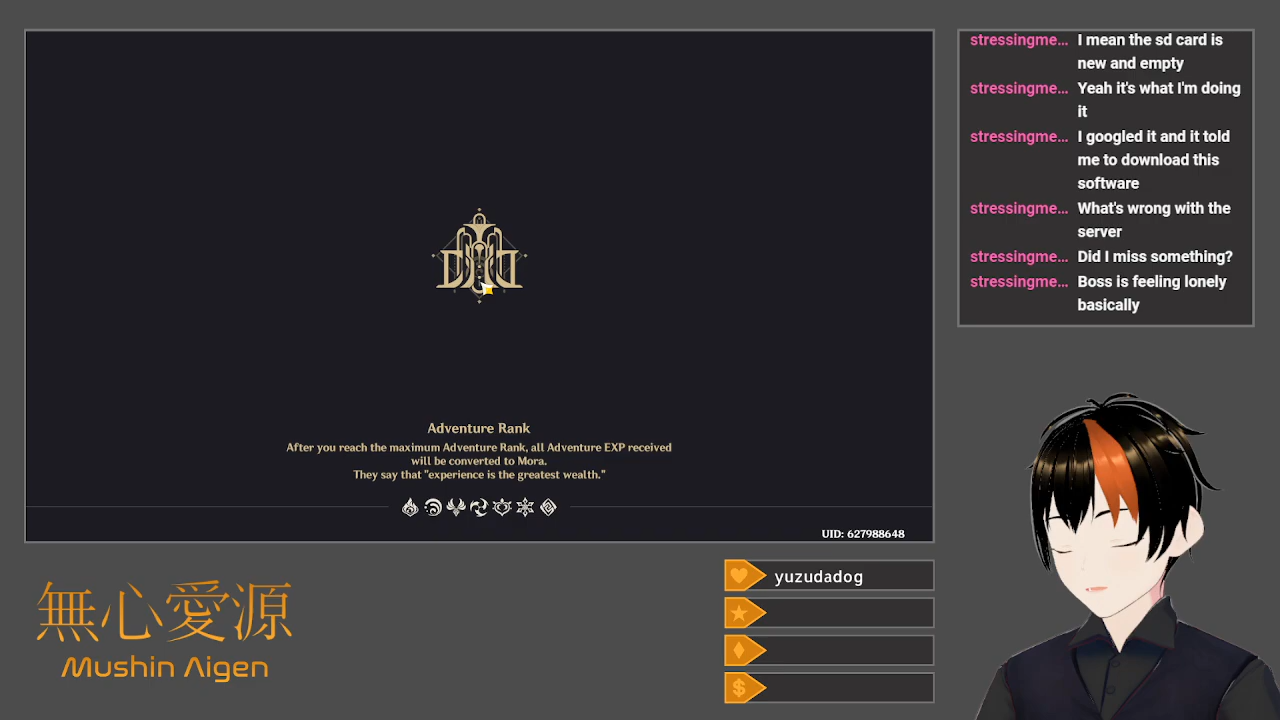 stressingme... I mean the sd card is
new and empty
stressingme... Yeah it's what I'm doing
it
stressingme... I googled it and it told
me to download this
software
stressingme... What's wrong with the
server
stressingme... Did I miss something?
stressingme... Boss is feeling lonely
basically
Adventure Rank
After you reach the maximum Adventure Rank, all Adventure EXP received
will be converted to Mora.
They say that "experience is the greatest wealth."
UID: 627988648
無心愛源
Mushin Aigen
yuzudadog
$